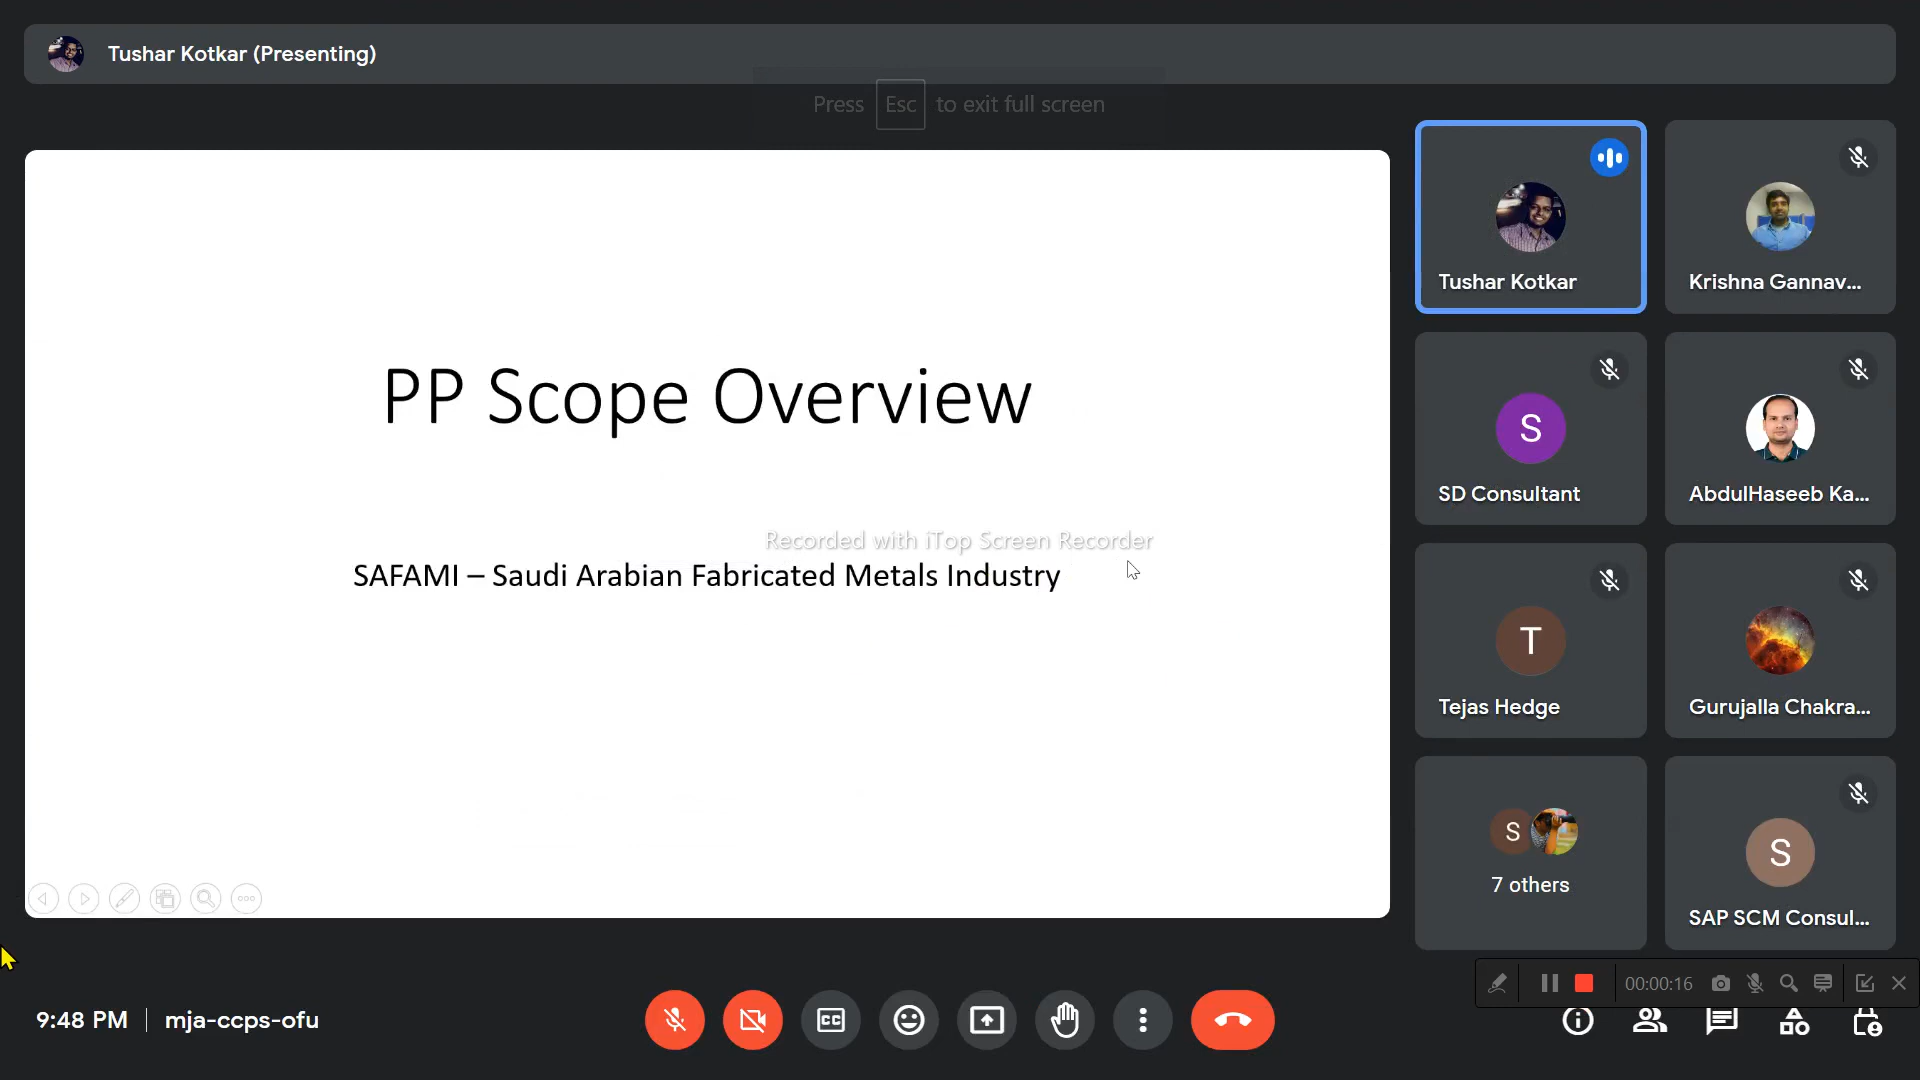 Tushar Kotkar (Presenting)
Press Esc to exit full screen
PP Scope Overview
Recorded with iTop Screen Recorder
SAFAMI – Saudi Arabian Fabricated Metals Industry
Tushar Kotkar
Krishna Gannav...
S
SD Consultant
AbdulHaseeb Ka...
T
Tejas Hedge
Gurujalla Chakra...
S
7 others
S
SAP SCM Consul...
00:00:16
9:48 PM
mja-ccps-ofu
CC